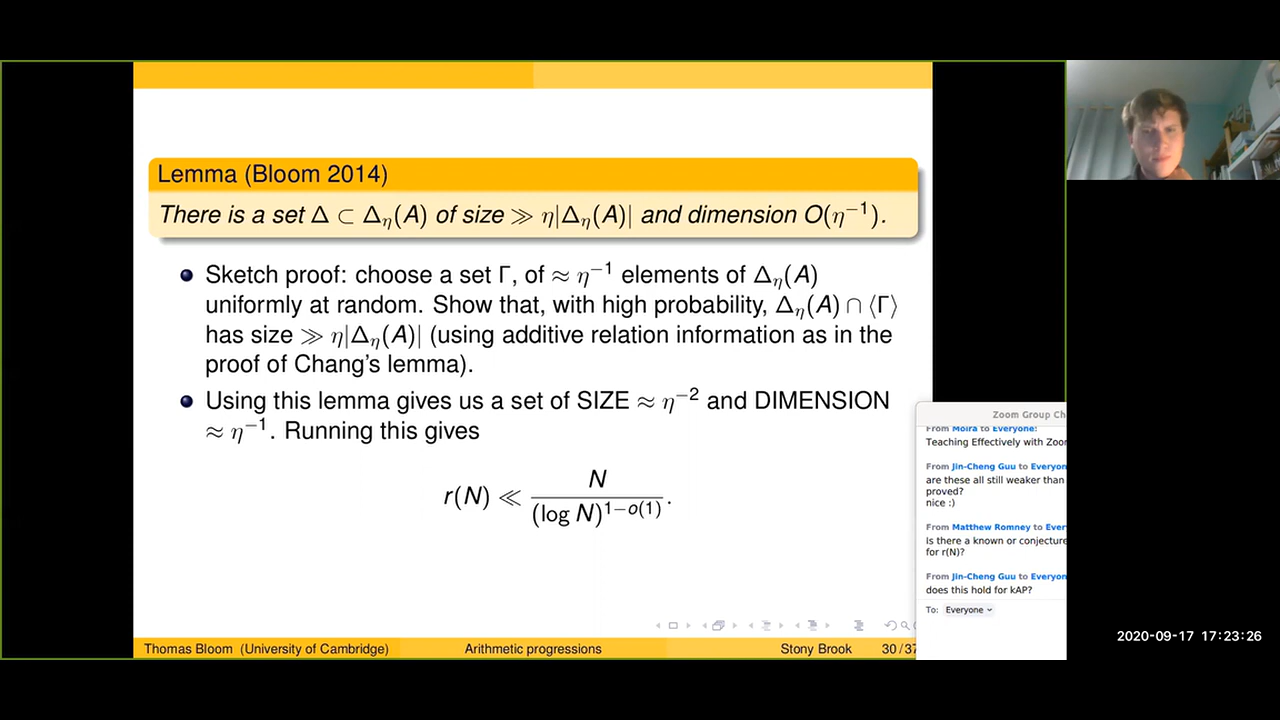 Lemma (Bloom 2014)
There is a set Δ ⊂ Δ_η(A) of size ≫ η|Δ_η(A)| and dimension O(η⁻¹).
Sketch proof: choose a set Γ, of ≈ η⁻¹ elements of Δ_η(A)
uniformly at random. Show that, with high probability, Δ_η(A) ∩ ⟨Γ⟩
has size ≫ η|Δ_η(A)| (using additive relation information as in the
proof of Chang's lemma).
Using this lemma gives us a set of SIZE ≈ η⁻² and DIMENSION
≈ η⁻¹. Running this gives
r(N) ≪ N / (log N)^{1−o(1)}.
Thomas Bloom (University of Cambridge) Arithmetic progressions Stony Brook 30/37
Zoom Group Ch
From Moira to Everyone:
Teaching Effectively with Zoo
From Jin-Cheng Guu to Everyon
are these all still weaker than
proved?
nice :)
From Matthew Romney to Ever
Is there a known or conjecture
for r(N)?
From Jin-Cheng Guu to Everyon
does this hold for kAP?
To: Everyone
2020-09-17 17:23:26